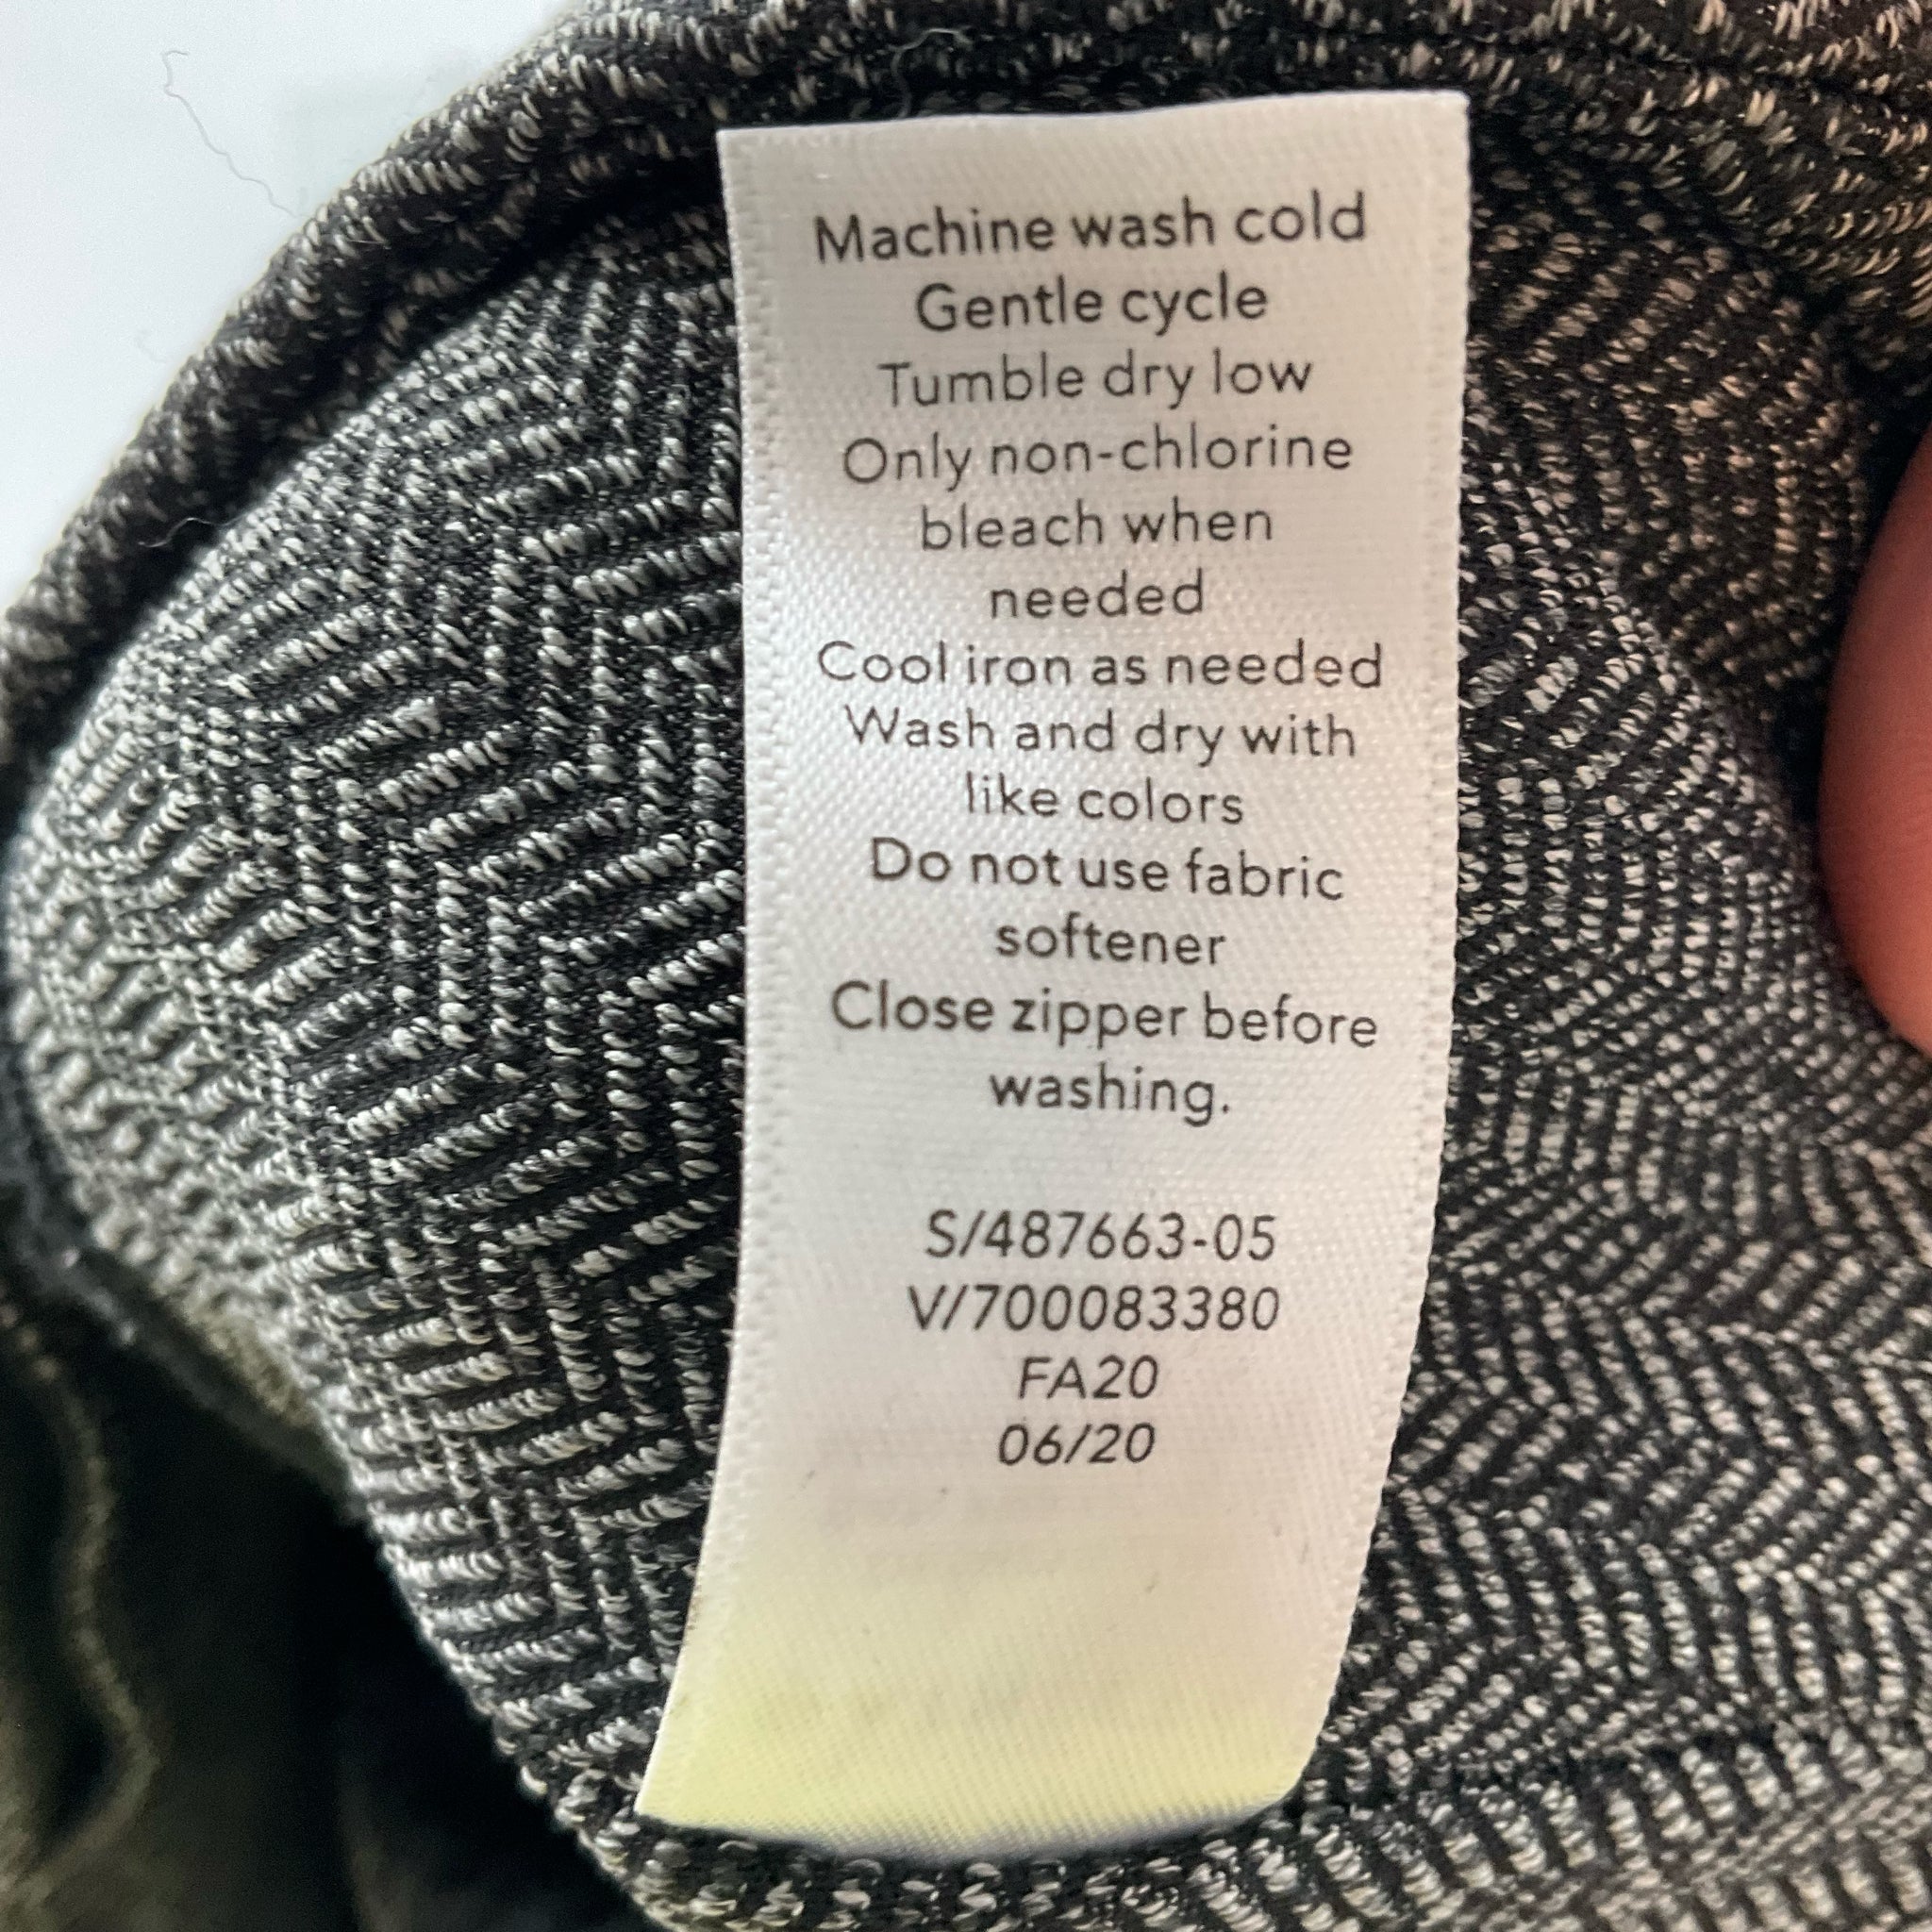 Machine wash cold
Gentle cycle
Tumble dry low
Only non-chlorine
bleach when
needed
Cool iron as needed
Wash and dry with
like colors
Do not use fabric
softener
Close zipper before
washing.
S/487663-05
V/700083380
FA20
06/20